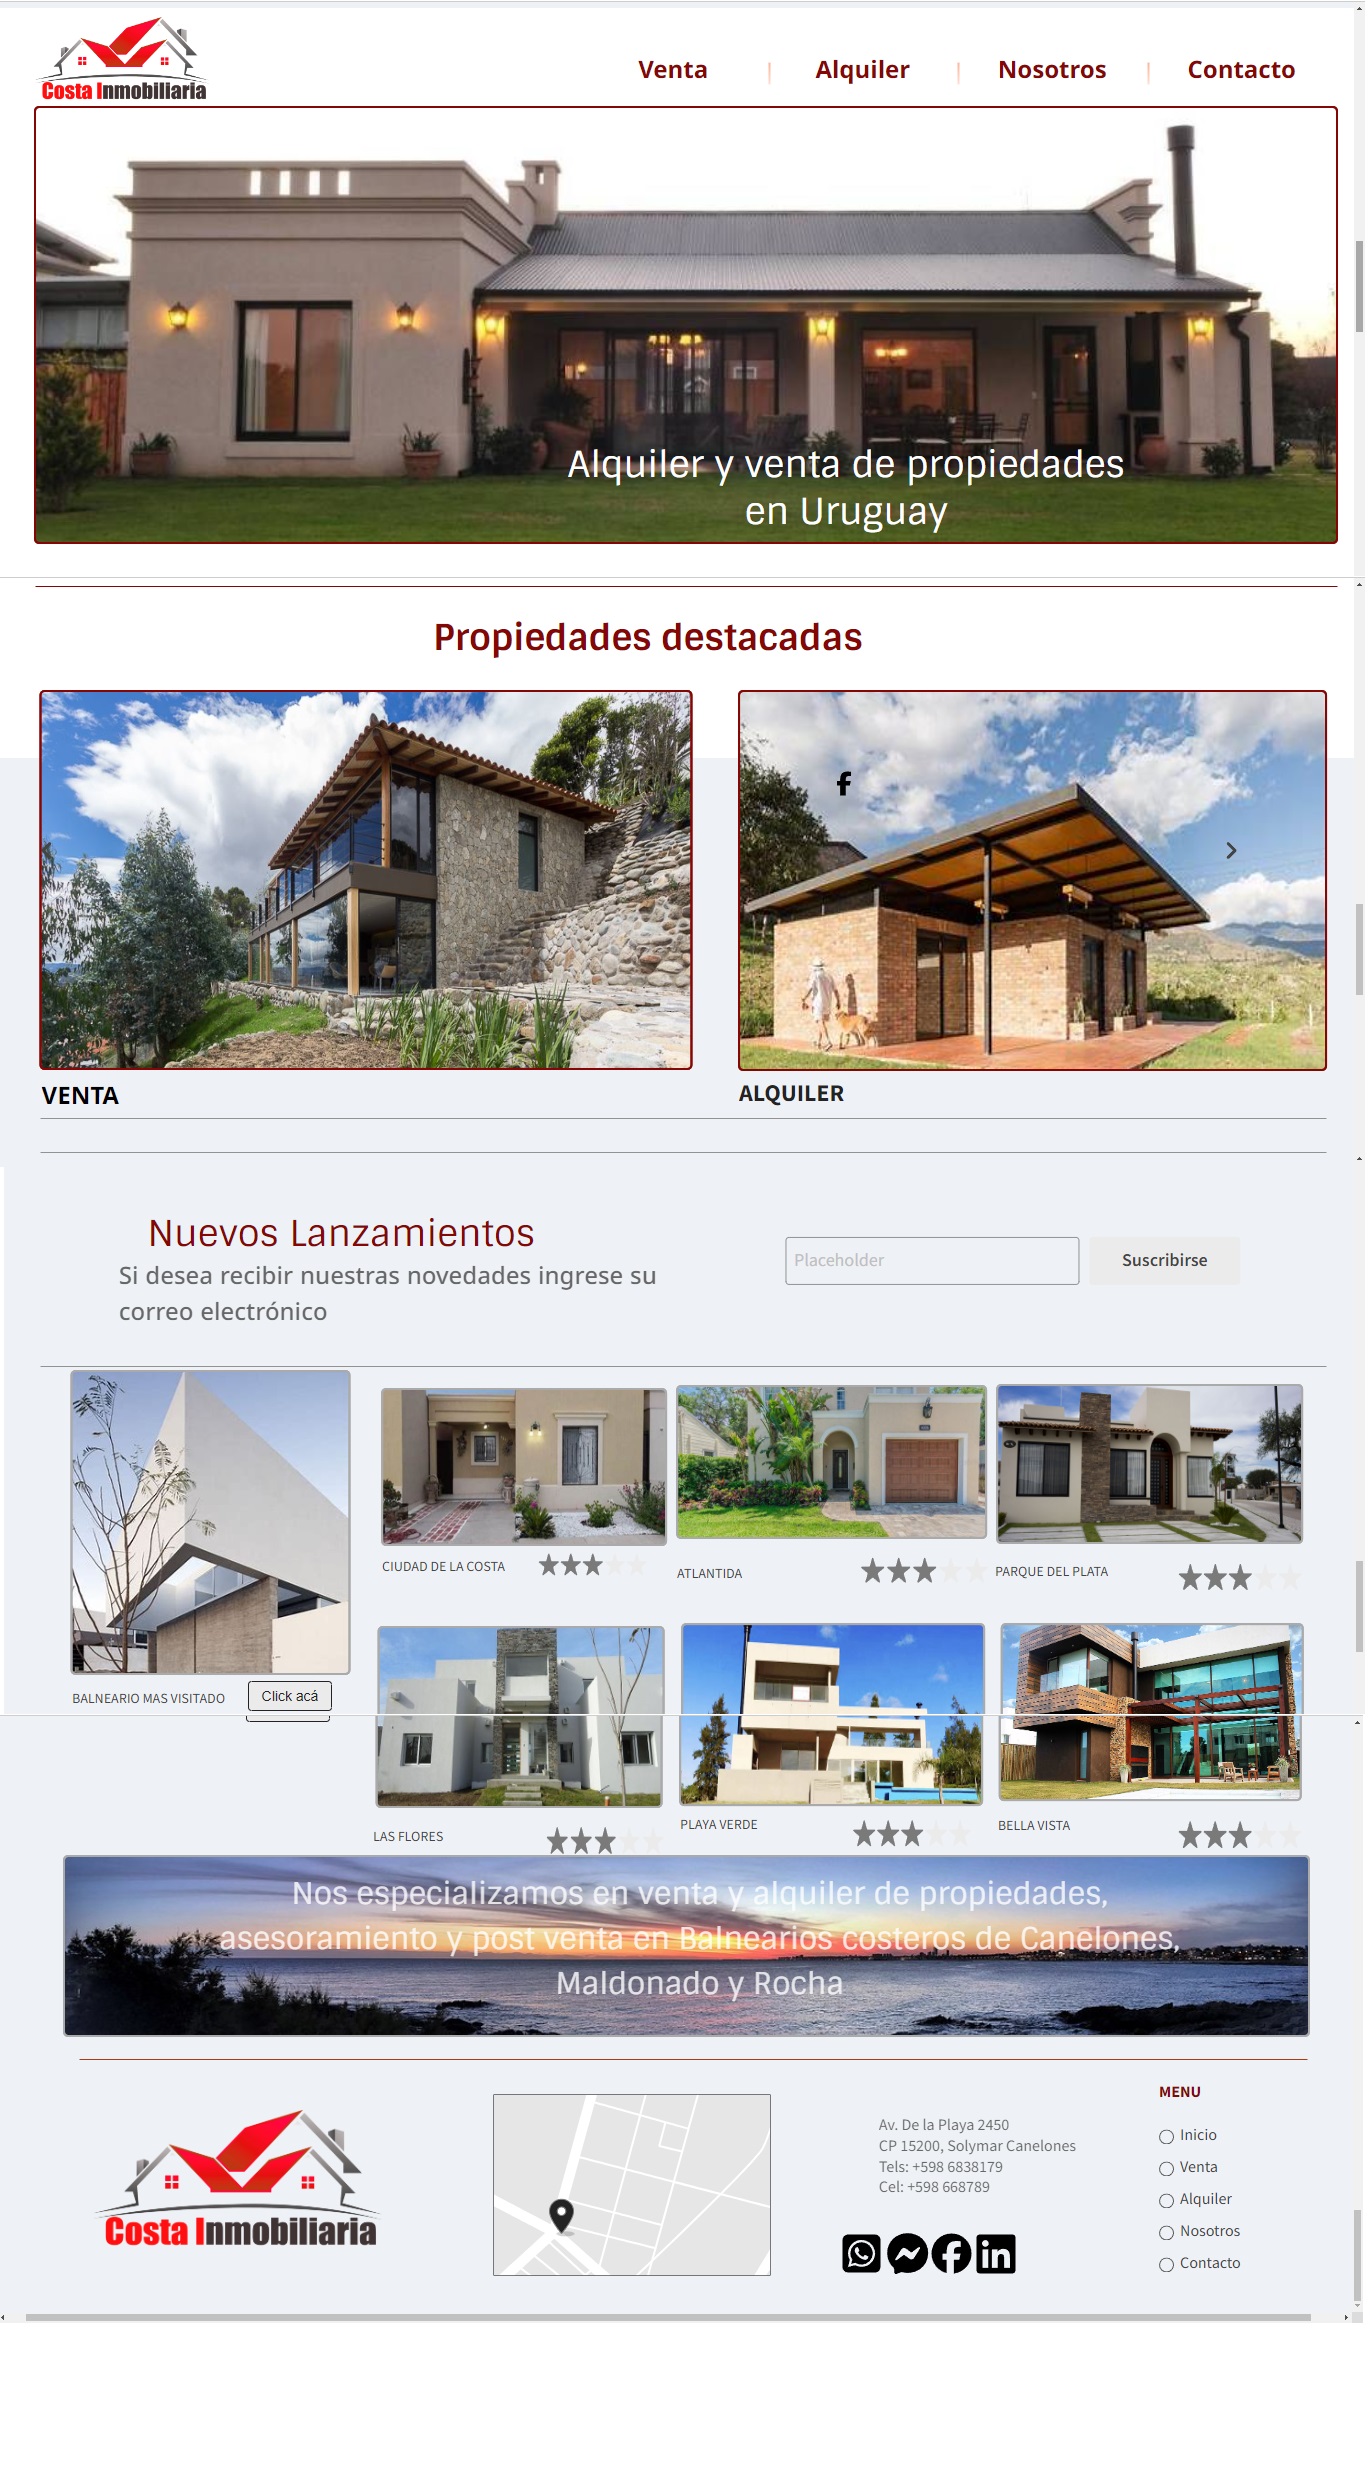 Costa Inmobiliaria
Venta
Alquiler
Nosotros
Contacto
Alquiler y venta de propiedades
en Uruguay
Propiedades destacadas
VENTA
ALQUILER
Nuevos Lanzamientos
Si desea recibir nuestras novedades ingrese su
correo electrónico
Placeholder
Suscribirse
CIUDAD DE LA COSTA
ATLANTIDA
PARQUE DEL PLATA
BALNEARIO MAS VISITADO
Click acá
LAS FLORES
PLAYA VERDE
BELLA VISTA
Nos especializamos en venta y alquiler de propiedades,
asesoramiento y post venta en Balnearios costeros de Canelones,
Maldonado y Rocha
Costa Inmobiliaria
Av. De la Playa 2450
CP 15200, Solymar Canelones
Tels: +598 6838179
Cel: +598 668789
MENU
Inicio
Venta
Alquiler
Nosotros
Contacto